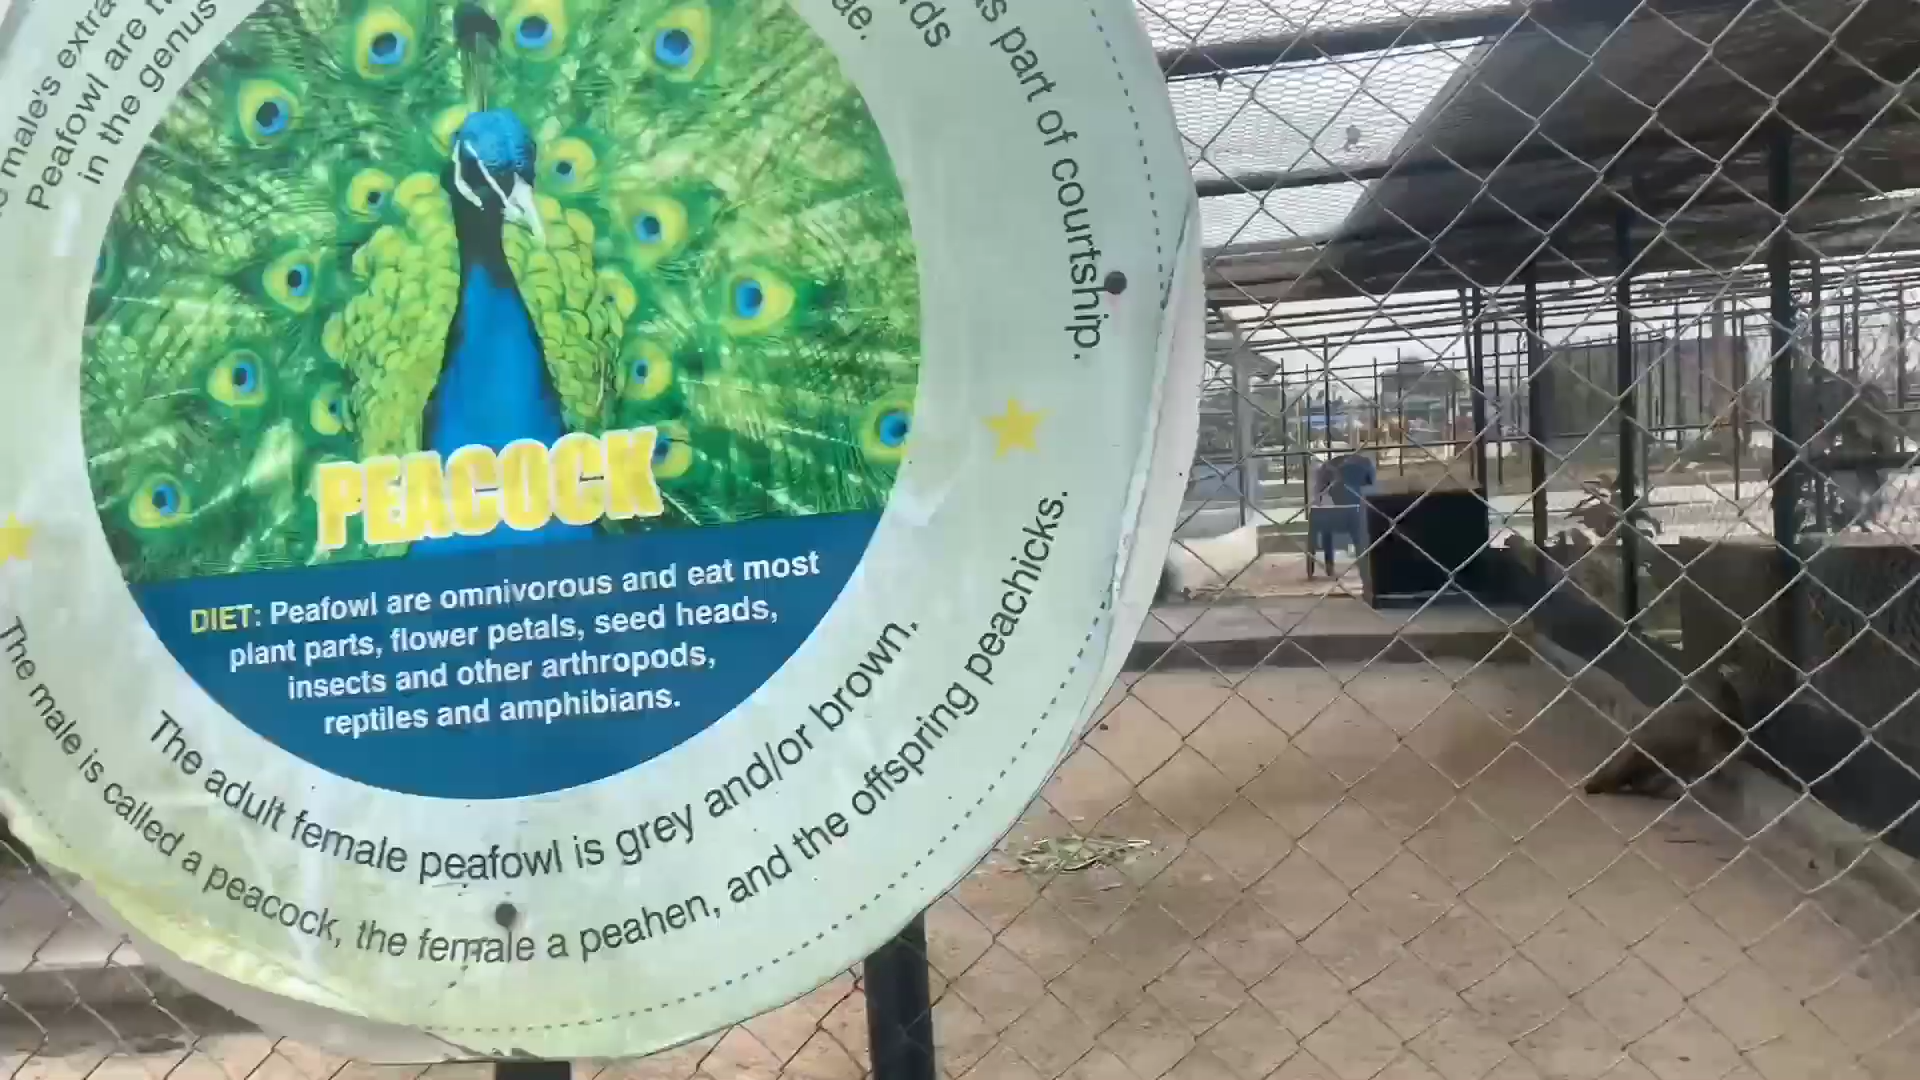 male's
Peafowl are
in the genus
as part of courtship.
PEACOCK
DIET: Peafowl are omnivorous and eat most
plant parts, flower petals, seed heads,
insects and other arthropods,
reptiles and amphibians.
The adult female peafowl is grey and/or brown.
The male is called a peacock, the female a peahen, and the offspring peachicks.